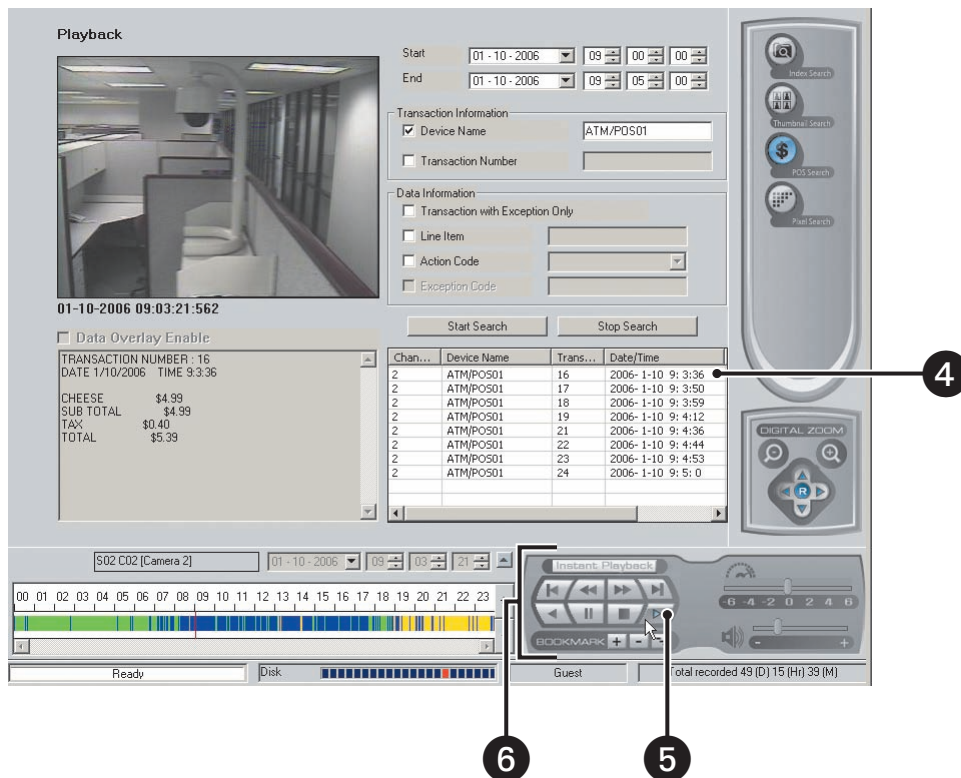 Playback
Start 01 - 10 - 2006 09 00 00
End 01 - 10 - 2006 09 05 00
Transaction Information
Device Name ATM/POS01
Transaction Number
Data Information
Transaction with Exception Only
Line Item
Action Code
Exception Code
01-10-2006 09:03:21:562
Start Search Stop Search
Data Overlay Enable
TRANSACTION NUMBER : 16
DATE 1/10/2006 TIME 9:3:36
CHEESE $4.99
SUB TOTAL $4.99
TAX $0.40
TOTAL $5.39
Chan... Device Name Trans... Date/Time
2 ATM/POS01 16 2006- 1-10 9: 3:36
2 ATM/POS01 17 2006- 1-10 9: 3:50
2 ATM/POS01 18 2006- 1-10 9: 3:59
2 ATM/POS01 19 2006- 1-10 9: 4:12
2 ATM/POS01 21 2006- 1-10 9: 4:36
2 ATM/POS01 22 2006- 1-10 9: 4:44
2 ATM/POS01 23 2006- 1-10 9: 4:53
2 ATM/POS01 24 2006- 1-10 9: 5: 0
Index Search
Thumbnail Search
$
POS Search
Pixel Search
4
DIGITAL ZOOM
R
S02 C02 [Camera 2] 01 - 10 - 2006 09 03 21
00 01 02 03 04 05 06 07 08 09 10 11 12 13 14 15 16 17 18 19 20 21 22 23
Instant Playback
BOOKMARK + - 
-6 -4 -2 0 2 4 6
- +
Ready Disk Guest Total recorded 49 (D) 15 (Hr) 39 (M)
6 5